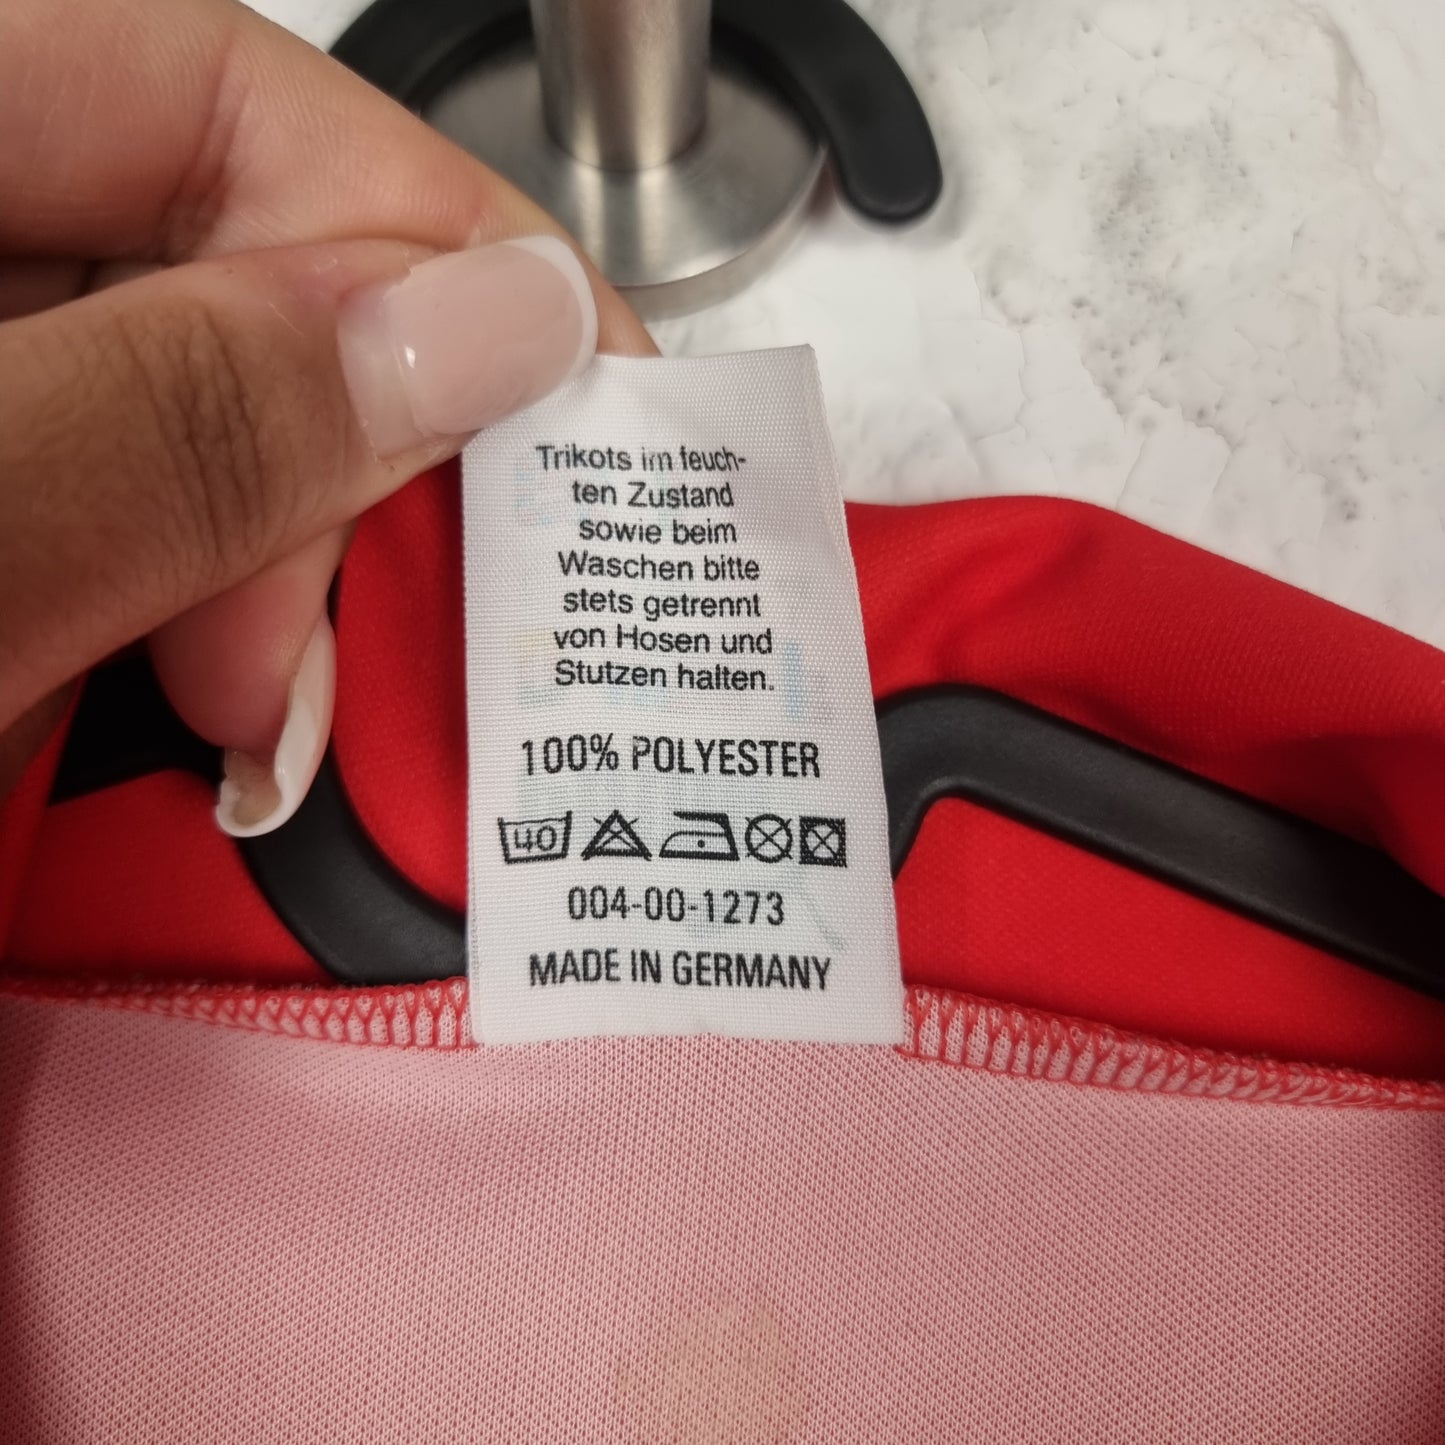 Trikots im feuch-
ten Zustand
sowie beim
Waschen bitte
stets getrennt
von Hosen und
Stutzen halten.
100% POLYESTER
40
004-00-1273
MADE IN GERMANY